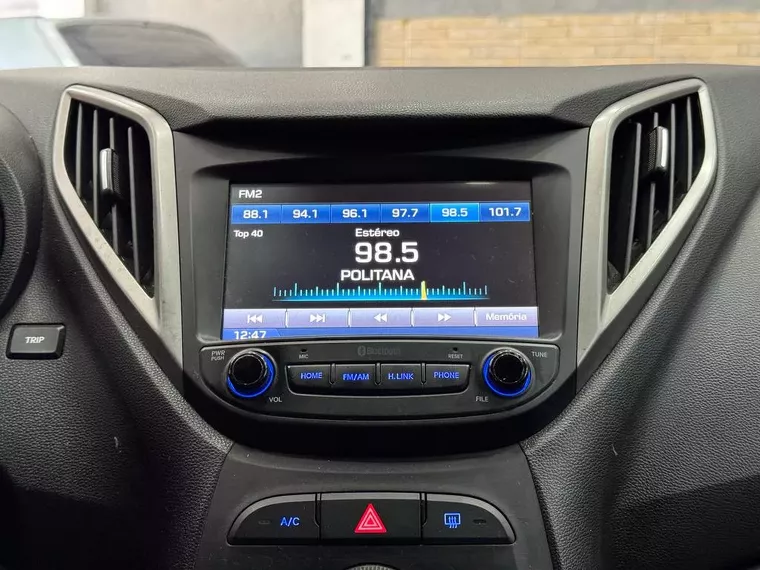 FM2
88.1 94.1 96.1 97.7 98.5 101.7
Top 40
Estéreo
98.5
POLITANA
Memória
12:47
PWR
PUSH
MIC
Bluetooth
RESET
TUNE
HOME FM/AM H.LINK PHONE
VOL
FILE
TRIP
A/C